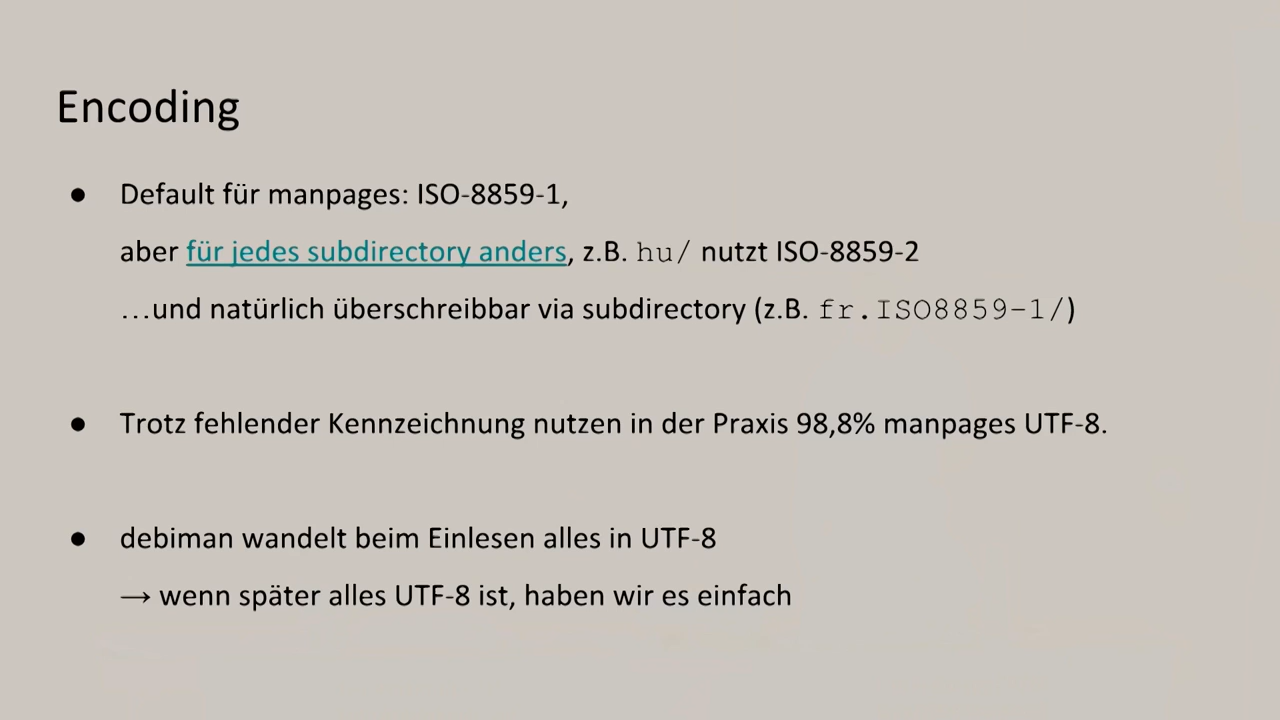 Encoding
● Default für manpages: ISO-8859-1,
aber für jedes subdirectory anders, z.B. hu/ nutzt ISO-8859-2
…und natürlich überschreibbar via subdirectory (z.B. fr.ISO8859-1/)
● Trotz fehlender Kennzeichnung nutzen in der Praxis 98,8% manpages UTF-8.
● debiman wandelt beim Einlesen alles in UTF-8
→ wenn später alles UTF-8 ist, haben wir es einfach